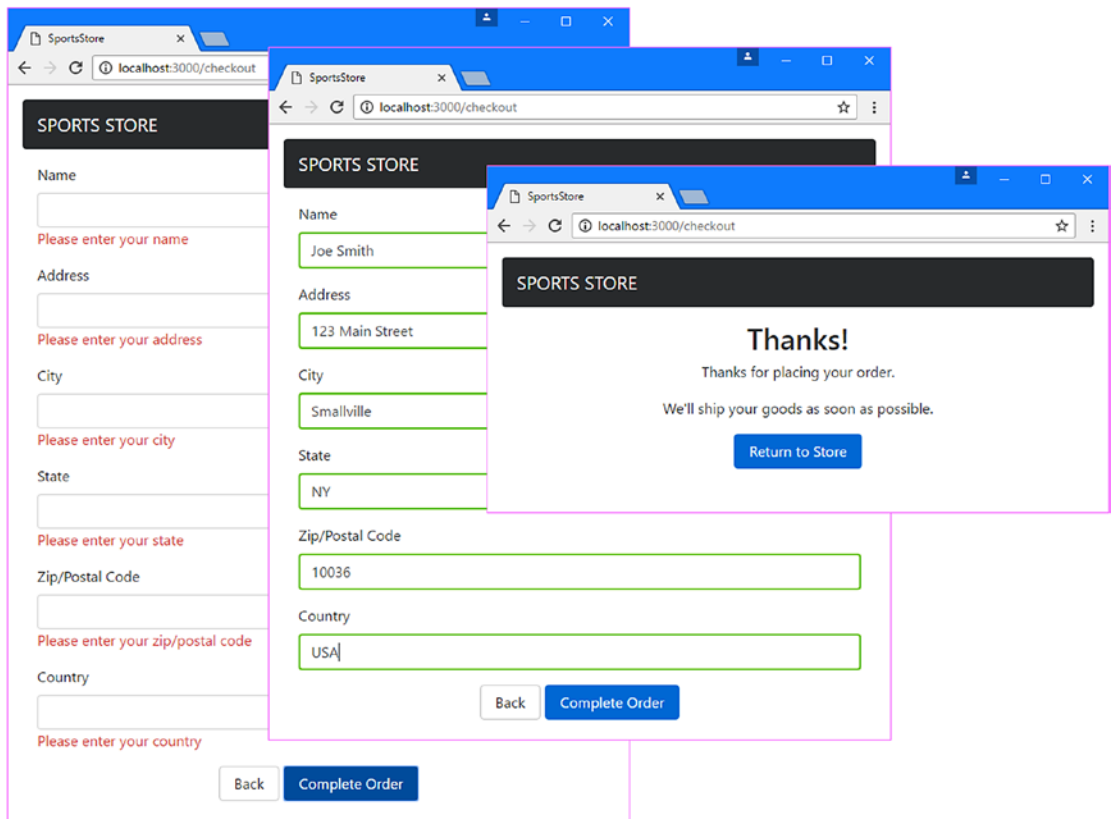 SportsStore
localhost:3000/checkout
SPORTS STORE
Name
Please enter your name
Address
Please enter your address
City
Please enter your city
State
Please enter your state
Zip/Postal Code
Please enter your zip/postal code
Country
Please enter your country
Back
Complete Order
SportsStore
localhost:3000/checkout
SPORTS STORE
Name
Joe Smith
Address
123 Main Street
City
Smallville
State
NY
Zip/Postal Code
10036
Country
USA
Back
Complete Order
SportsStore
localhost:3000/checkout
SPORTS STORE
Thanks!
Thanks for placing your order.
We'll ship your goods as soon as possible.
Return to Store